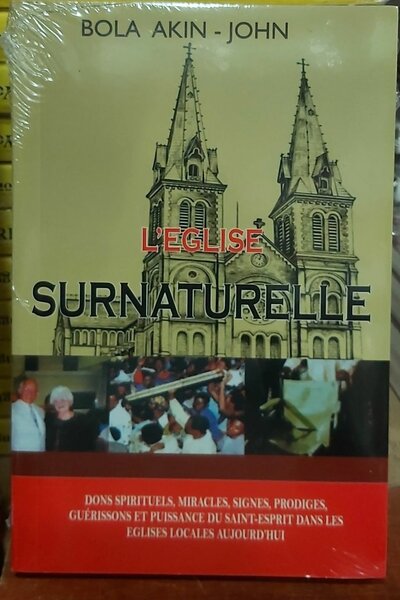 BOLA AKIN - JOHN
L'EGLISE
SURNATURELLE
DONS SPIRITUELS, MIRACLES, SIGNES, PRODIGES,
GUÉRISSONS ET PUISSANCE DU SAINT-ESPRIT DANS LES
EGLISES LOCALES AUJOURD'HUI